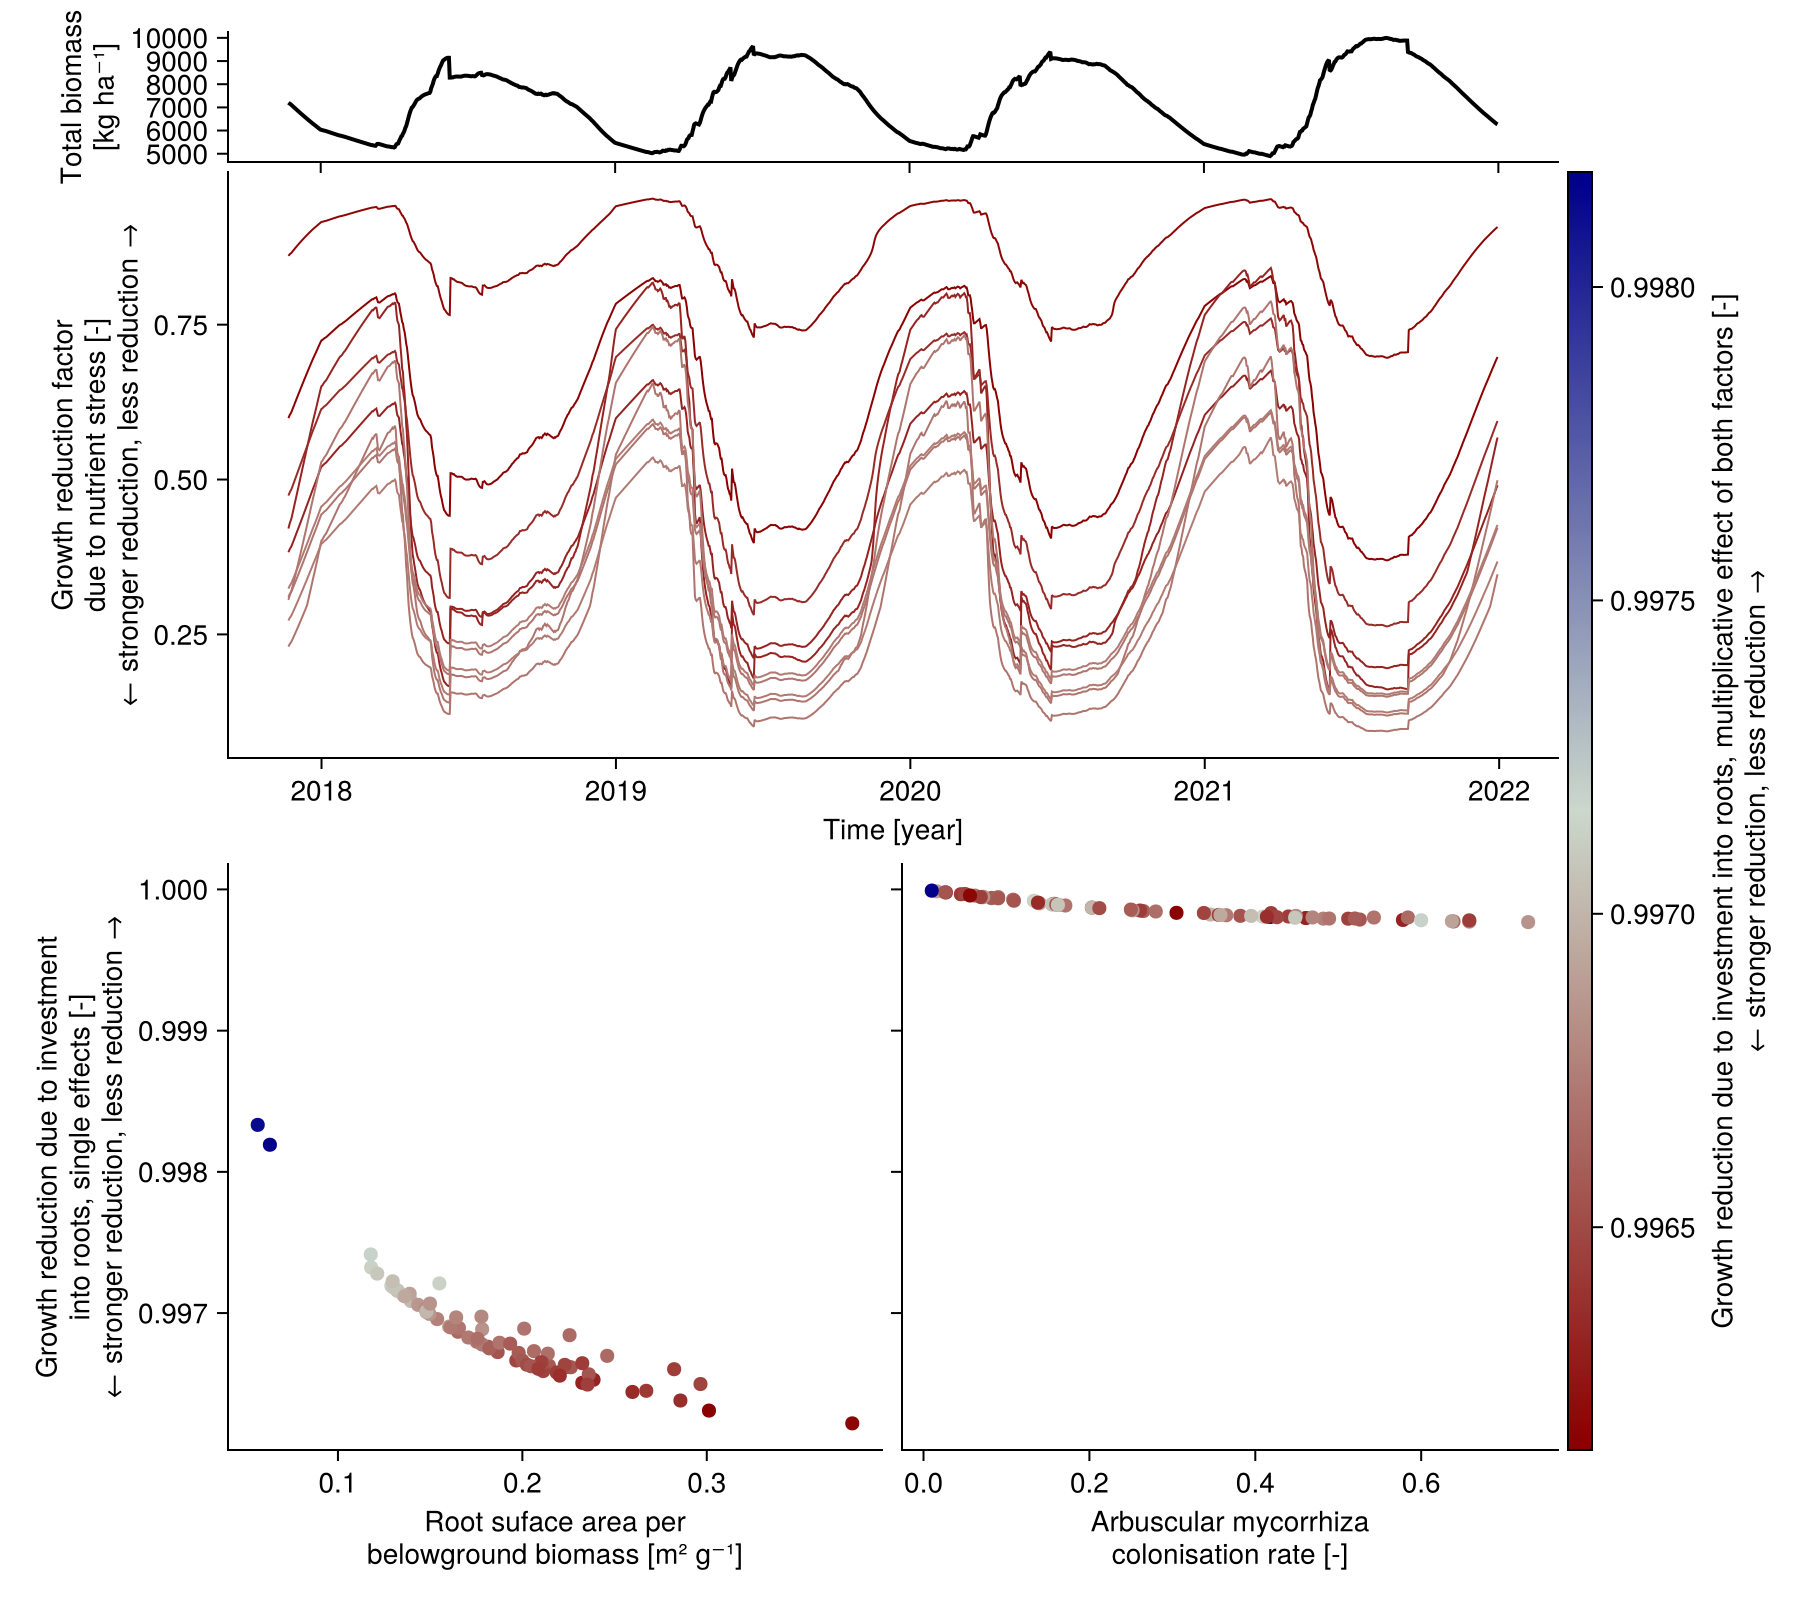 Total biomass
[kg ha⁻¹]
10000
9000
8000
7000
6000
5000
Growth reduction factor
due to nutrient stress [-]
← stronger reduction, less reduction →
0.75
0.50
0.25
2018
2019
2020
2021
2022
Time [year]
Growth reduction due to investment
into roots, single effects [-]
← stronger reduction, less reduction →
1.000
0.999
0.998
0.997
0.1
0.2
0.3
Root suface area per
belowground biomass [m² g⁻¹]
0.0
0.2
0.4
0.6
Arbuscular mycorrhiza
colonisation rate [-]
0.9980
0.9975
0.9970
0.9965
Growth reduction due to investment into roots, multiplicative effect of both factors [-]
← stronger reduction, less reduction →